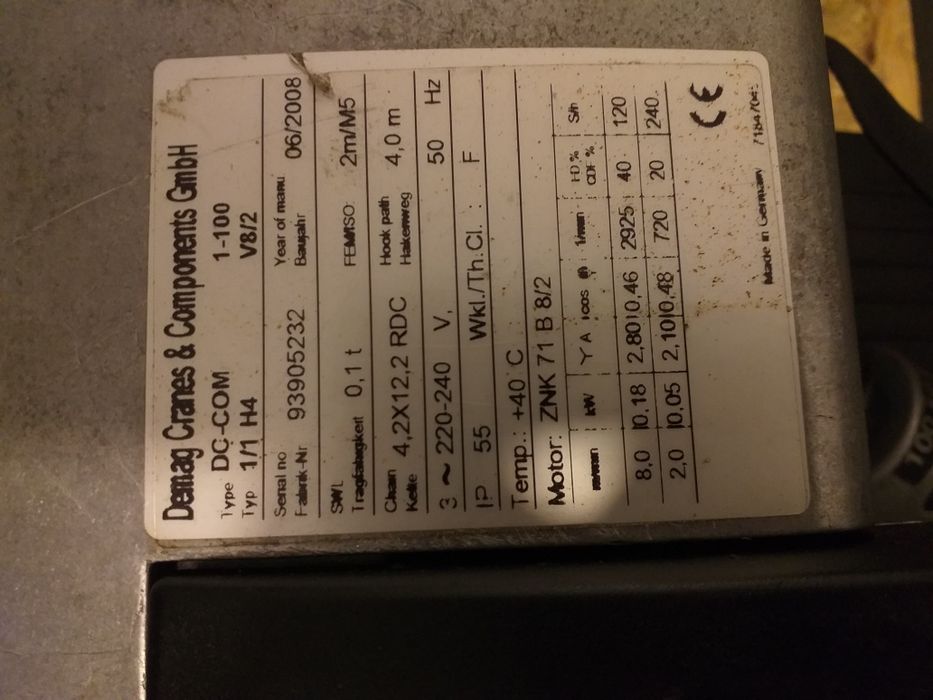 Demag Cranes & Components GmbH
Type DC-COM 1-100
Typ 1/1 H4 V8/2
Serial no Year of manu
Fabrik-Nr 93905232 Baujahr 06/2008
SWL
Tragfähigkeit 0,1 t FEM/ISO 2m/M5
Chain Hook path
Kette 4,2X12,2 RDC Hakenweg 4,0 m
3 ~ 220-240 V, 50 Hz
IP 55 Wkl./Th.Cl.: F
Temp.: +40 C
Motor: ZNK 71 B 8/2
m/min kW Y A cos φ 1/min ED % CDF % S/h
8,0 0,18 2,80 0,46 2925 40 120
2,0 0,05 2,10 0,48 720 20 240
CE
Made in Germany